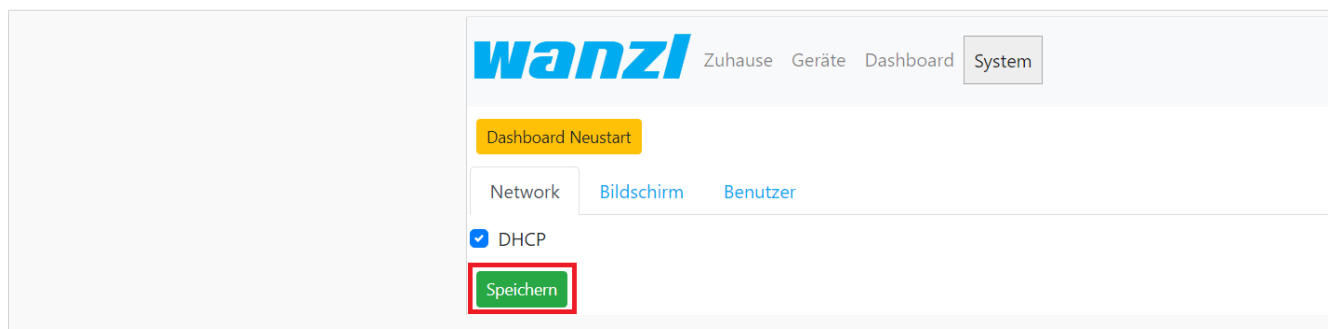 wanzl Zuhause Geräte Dashboard System
Dashboard Neustart
Network Bildschirm Benutzer
DHCP
Speichern